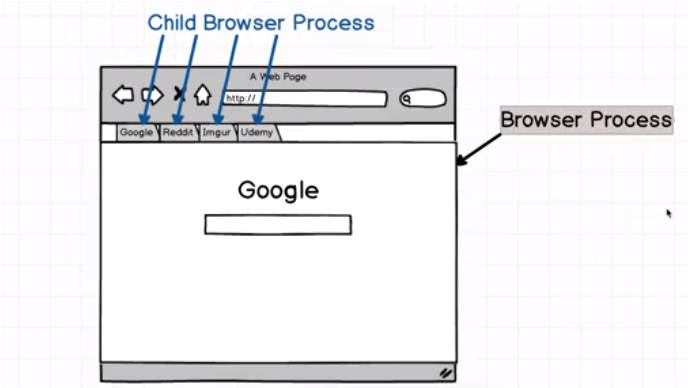 Child Browser Process
A Web Page
http://
Browser Process
Google Reddit Imgur Udemy
Google